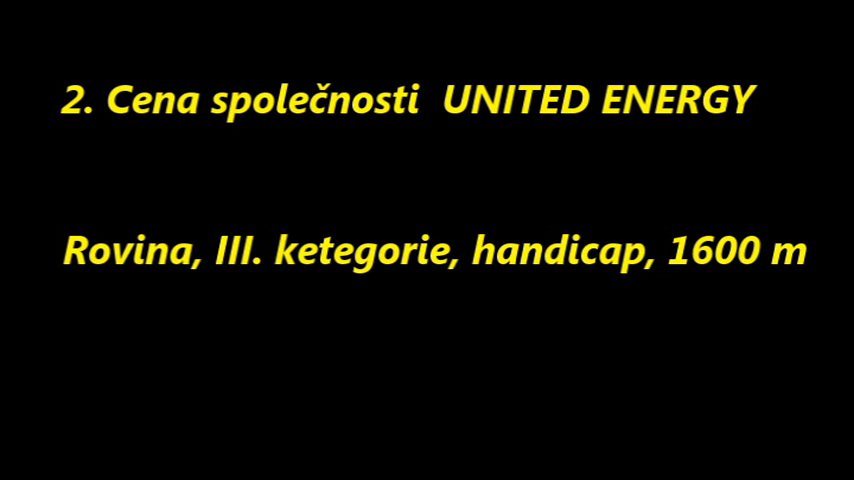 2. Cena společnosti UNITED ENERGY
Rovina, III. ketegorie, handicap, 1600 m